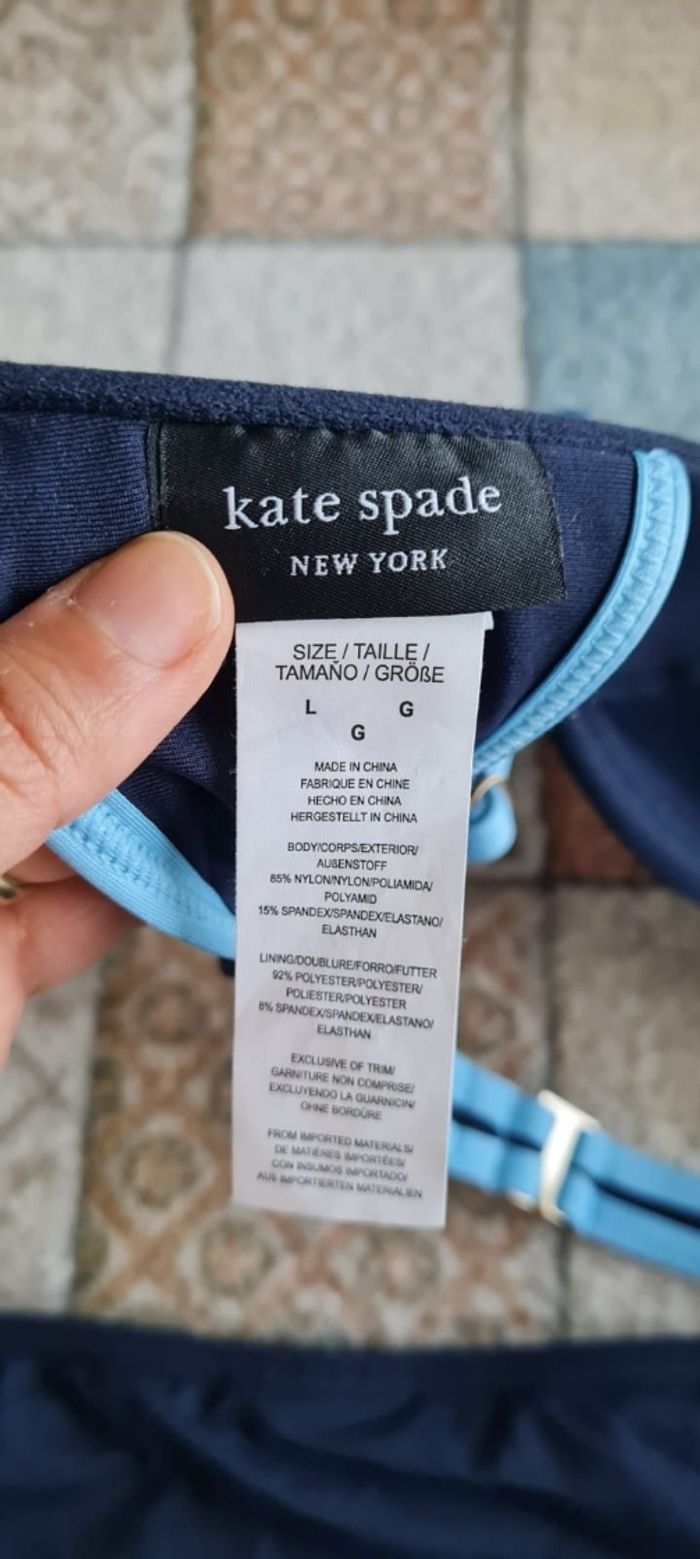 kate spade
NEW YORK
SIZE / TAILLE /
TAMAÑO / GRÖßE
L G
G
MADE IN CHINA
FABRIQUE EN CHINE
HECHO EN CHINA
HERGESTELLT IN CHINA
BODY/CORPS/EXTERIOR/
AUßENSTOFF
85% NYLON/NYLON/POLIAMIDA/
POLYAMID
15% SPANDEX/SPANDEX/ELASTANO/
ELASTHAN
LINING/DOUBLURE/FORRO/FUTTER
92% POLYESTER/POLYESTER/
POLIESTER/POLYESTER
8% SPANDEX/SPANDEX/ELASTANO/
ELASTHAN
EXCLUSIVE OF TRIM/
GARNITURE NON COMPRISE/
EXCLUYENDO LA GUARNICIN/
OHNE BORDÜRE
FROM IMPORTED MATERIALS/
DE MATIÈRES IMPORTÉES/
CON INSUMOS IMPORTADO/
AUS IMPORTIERTEN MATERIALIEN